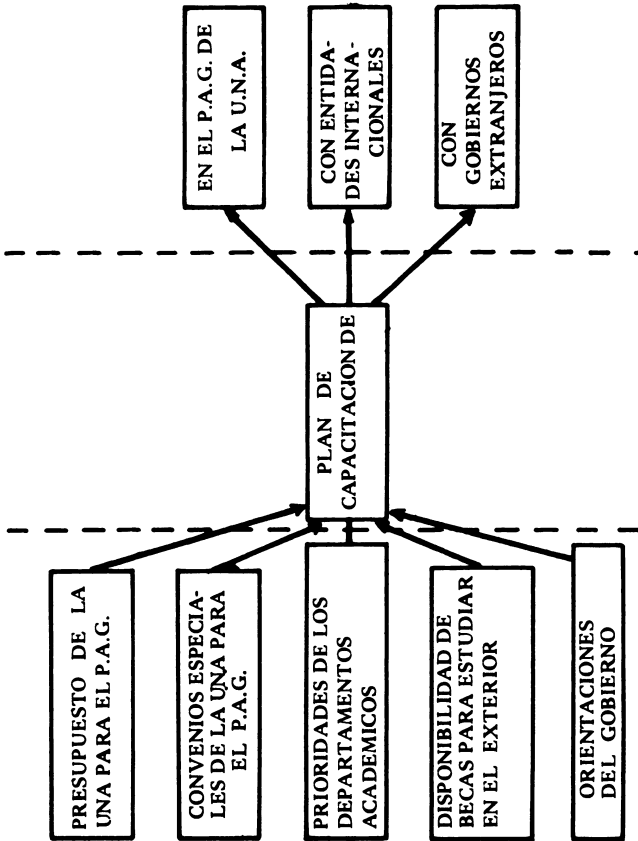 PRESUPUESTO DE LA
UNA PARA EL P.A.G.
CONVENIOS ESPECIA-
LES DE LA UNA PARA
EL P.A.G.
PRIORIDADES DE LOS
DEPARTAMENTOS
ACADEMICOS
DISPONIBILIDAD DE
BECAS PARA ESTUDIAR
EN EL EXTERIOR
ORIENTACIONES
DEL GOBIERNO
PLAN DE
CAPACITACION DE
EN EL P.A.G. DE
LA U.N.A.
CON ENTIDA-
DES INTERNA-
CIONALES
CON
GOBIERNOS
EXTRANJEROS